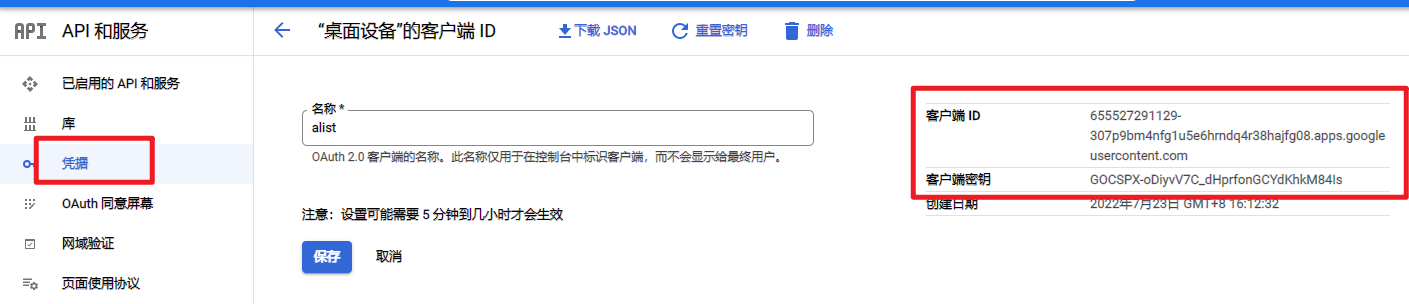 API API 和服务
“桌面设备”的客户端 ID
下载 JSON
重置密钥
删除
已启用的 API 和服务
库
凭据
OAuth 同意屏幕
网域验证
页面使用协议
名称 *
alist
OAuth 2.0 客户端的名称。此名称仅用于在控制台中标识客户端，而不会显示给最终用户。
注意：设置可能需要 5 分钟到几小时才会生效
保存
取消
客户端 ID
655527291129-
307p9bm4nfg1u5e6hrndq4r38hajfg08.apps.google
usercontent.com
客户端密钥 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
创建日期 2022年7月23日 GMT+8 16:12:32